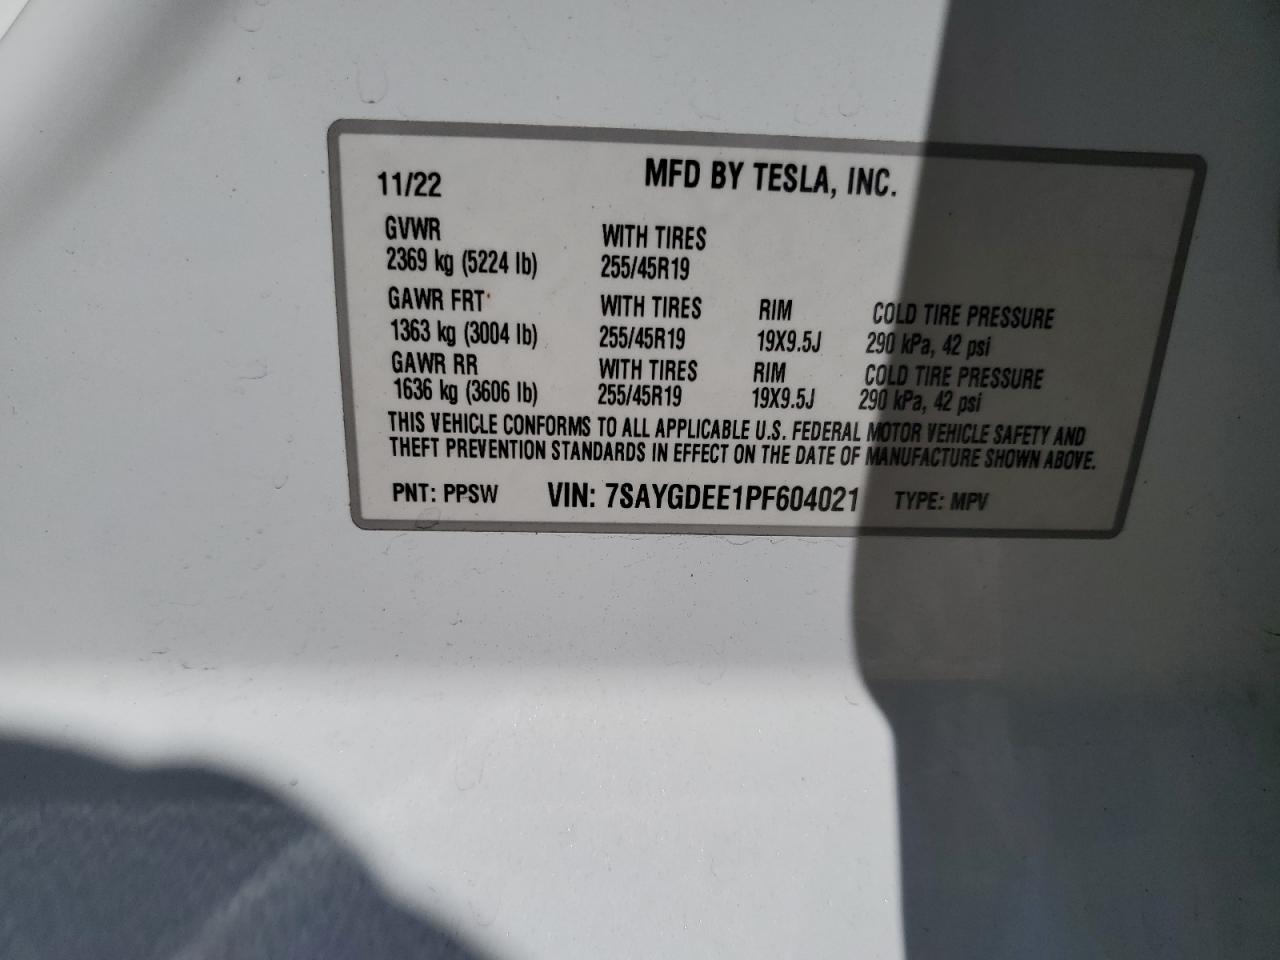 11/22 MFD BY TESLA, INC.
GVWR WITH TIRES
2369 kg (5224 lb) 255/45R19
GAWR FRT WITH TIRES RIM COLD TIRE PRESSURE
1363 kg (3004 lb) 255/45R19 19X9.5J 290 kPa, 42 psi
GAWR RR WITH TIRES RIM COLD TIRE PRESSURE
1636 kg (3606 lb) 255/45R19 19X9.5J 290 kPa, 42 psi
THIS VEHICLE CONFORMS TO ALL APPLICABLE U.S. FEDERAL MOTOR VEHICLE SAFETY AND
THEFT PREVENTION STANDARDS IN EFFECT ON THE DATE OF MANUFACTURE SHOWN ABOVE.
PNT: PPSW VIN: 7SAYGDEE1PF604021 TYPE: MPV